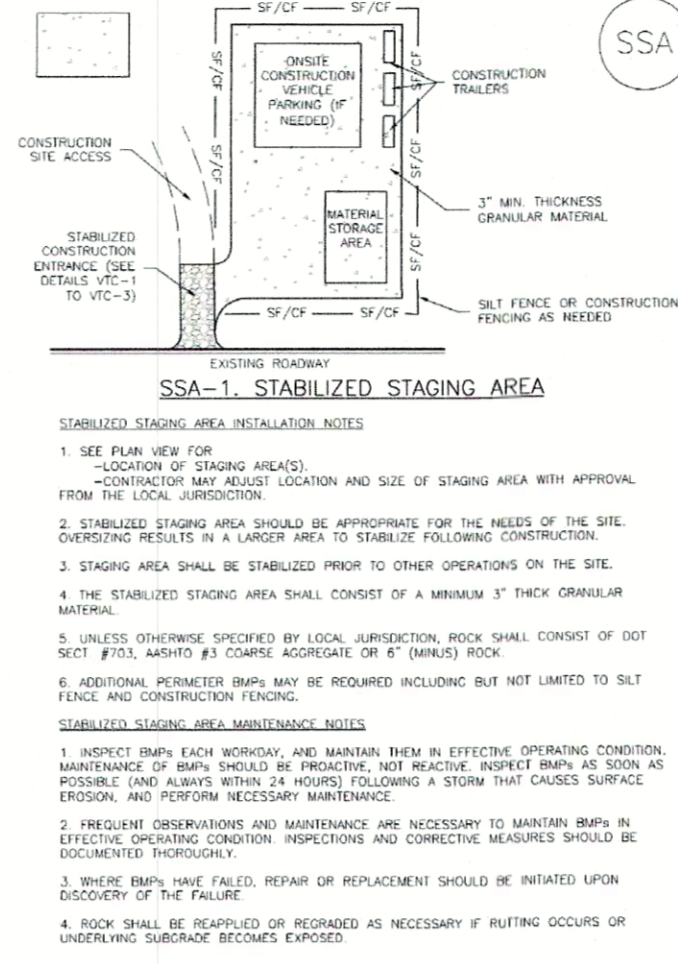 SF/CF SF/CF
SSA
ONSITE
CONSTRUCTION
VEHICLE
PARKING (IF
NEEDED)
SF/CF
SF/CF
SF/CF
SF/CF
SF/CF
CONSTRUCTION
TRAILERS
CONSTRUCTION
SITE ACCESS
3" MIN. THICKNESS
GRANULAR MATERIAL
MATERIAL
STORAGE
AREA
STABILIZED
CONSTRUCTION
ENTRANCE (SEE
DETAILS VTC-1
TO VTC-3)
SF/CF SF/CF
SILT FENCE OR CONSTRUCTION
FENCING AS NEEDED
EXISTING ROADWAY
SSA-1. STABILIZED STAGING AREA
STABILIZED STAGING AREA INSTALLATION NOTES
1. SEE PLAN VIEW FOR
-LOCATION OF STAGING AREA(S).
-CONTRACTOR MAY ADJUST LOCATION AND SIZE OF STAGING AREA WITH APPROVAL
FROM THE LOCAL JURISDICTION.
2. STABILIZED STAGING AREA SHOULD BE APPROPRIATE FOR THE NEEDS OF THE SITE.
OVERSIZING RESULTS IN A LARGER AREA TO STABILIZE FOLLOWING CONSTRUCTION.
3. STAGING AREA SHALL BE STABILIZED PRIOR TO OTHER OPERATIONS ON THE SITE.
4. THE STABILIZED STAGING AREA SHALL CONSIST OF A MINIMUM 3" THICK GRANULAR
MATERIAL.
5. UNLESS OTHERWISE SPECIFIED BY LOCAL JURISDICTION, ROCK SHALL CONSIST OF DOT
SECT. #703, AASHTO #3 COARSE AGGREGATE OR 6" (MINUS) ROCK.
6. ADDITIONAL PERIMETER BMPs MAY BE REQUIRED INCLUDING BUT NOT LIMITED TO SILT
FENCE AND CONSTRUCTION FENCING.
STABILIZED STAGING AREA MAINTENANCE NOTES
1. INSPECT BMPs EACH WORKDAY, AND MAINTAIN THEM IN EFFECTIVE OPERATING CONDITION.
MAINTENANCE OF BMPs SHOULD BE PROACTIVE, NOT REACTIVE. INSPECT BMPs AS SOON AS
POSSIBLE (AND ALWAYS WITHIN 24 HOURS) FOLLOWING A STORM THAT CAUSES SURFACE
EROSION, AND PERFORM NECESSARY MAINTENANCE.
2. FREQUENT OBSERVATIONS AND MAINTENANCE ARE NECESSARY TO MAINTAIN BMPs IN
EFFECTIVE OPERATING CONDITION. INSPECTIONS AND CORRECTIVE MEASURES SHOULD BE
DOCUMENTED THOROUGHLY.
3. WHERE BMPs HAVE FAILED, REPAIR OR REPLACEMENT SHOULD BE INITIATED UPON
DISCOVERY OF THE FAILURE.
4. ROCK SHALL BE REAPPLIED OR REGRADED AS NECESSARY IF RUTTING OCCURS OR
UNDERLYING SUBGRADE BECOMES EXPOSED.